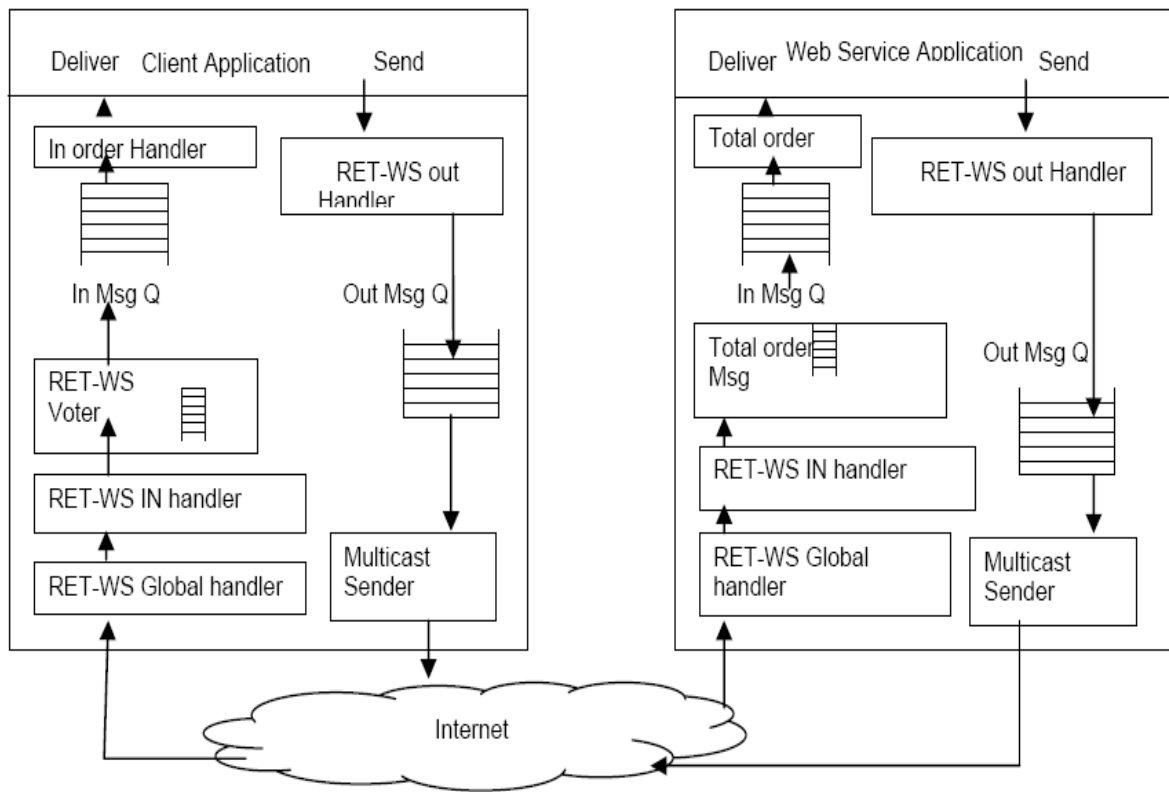 Deliver Client Application Send
In order Handler
RET-WS out
Handler
In Msg Q
Out Msg Q
RET-WS
Voter
RET-WS IN handler
RET-WS Global handler
Multicast
Sender
Deliver Web Service Application Send
Total order
RET-WS out Handler
In Msg Q
Total order
Msg
Out Msg Q
RET-WS IN handler
RET-WS Global
handler
Multicast
Sender
Internet